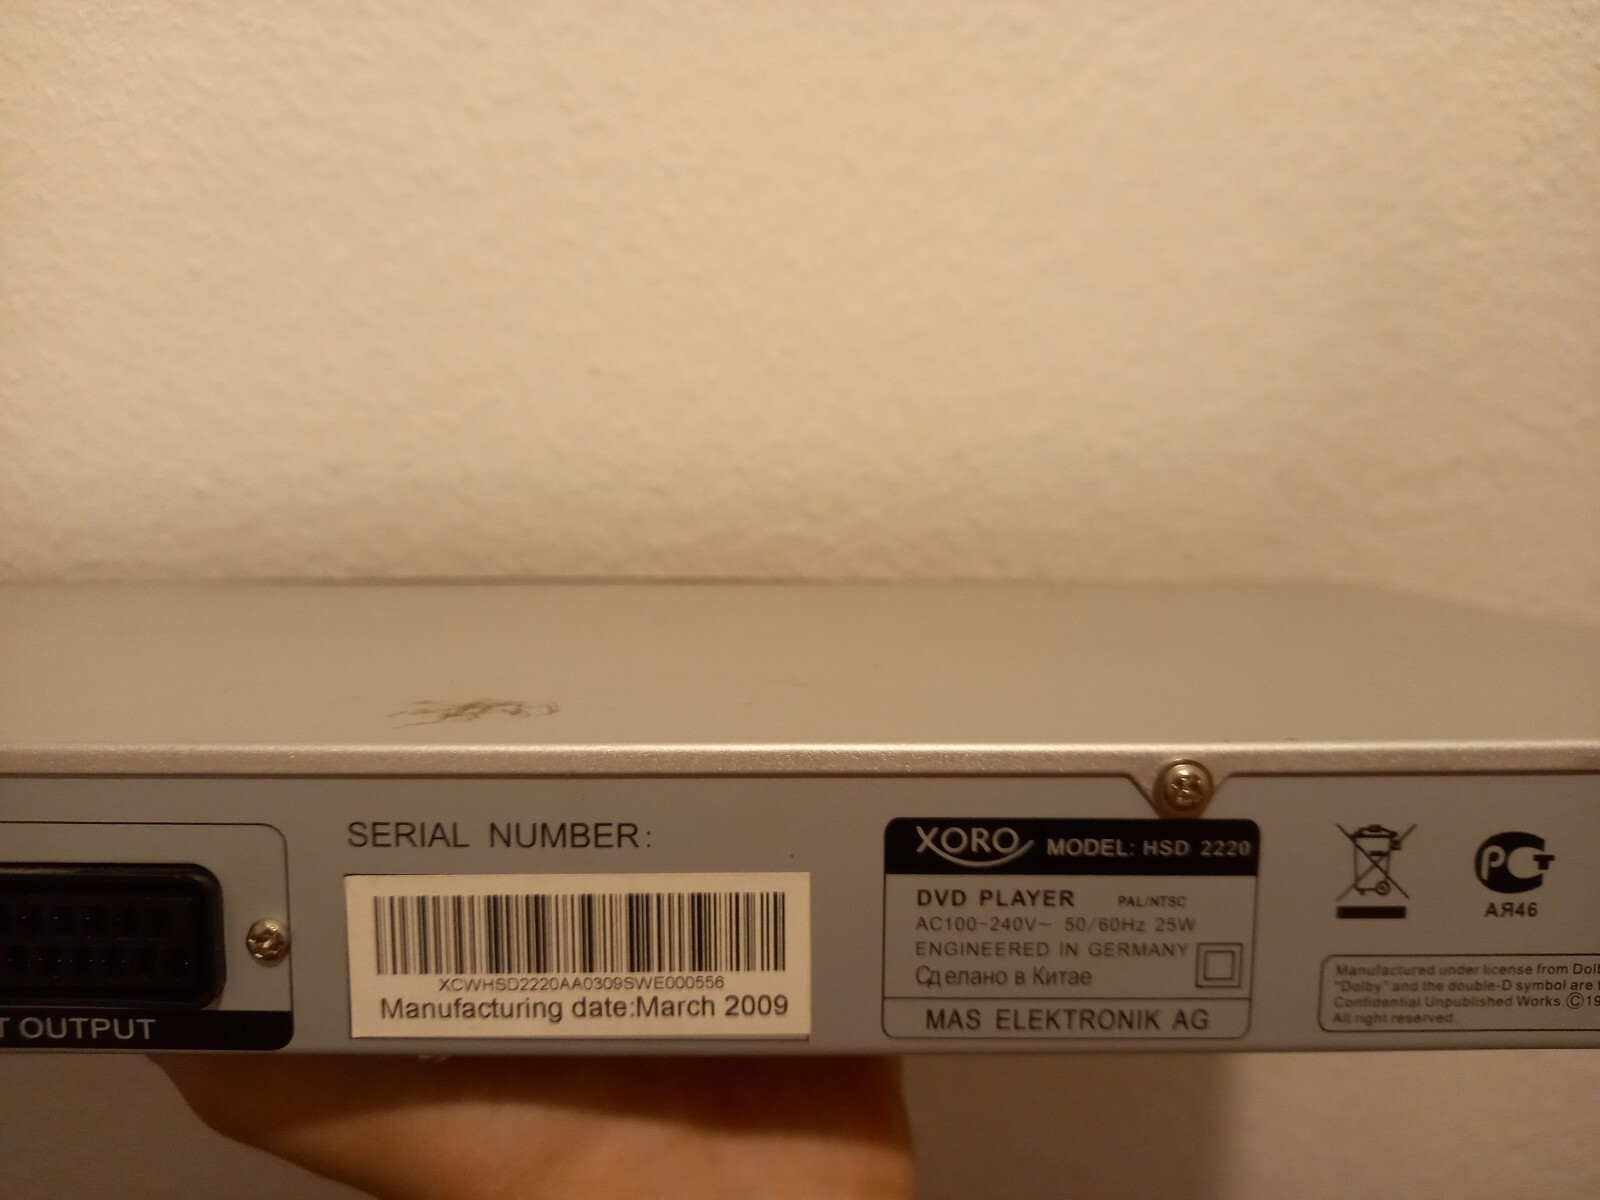 T OUTPUT
SERIAL NUMBER:
XCWHSD2220AA0309SWE000556
Manufacturing date:March 2009
XORO MODEL: HSD 2220
DVD PLAYER PAL/NTSC
AC100-240V~ 50/60Hz 25W
ENGINEERED IN GERMANY
Сделано в Китае
MAS ELEKTRONIK AG
РСТ
АЯ46
Manufactured under license from Dolb
"Dolby" and the double-D symbol are t
Confidential Unpublished Works.©19
All right reserved.